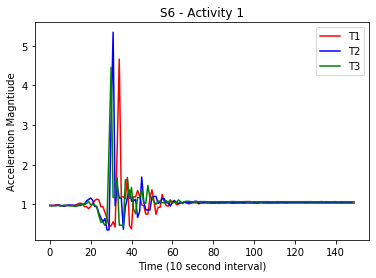 S6 - Activity 1
T1
T2
T3
Acceleration Magntiude
5
4
3
2
1
0 20 40 60 80 100 120 140
Time (10 second interval)